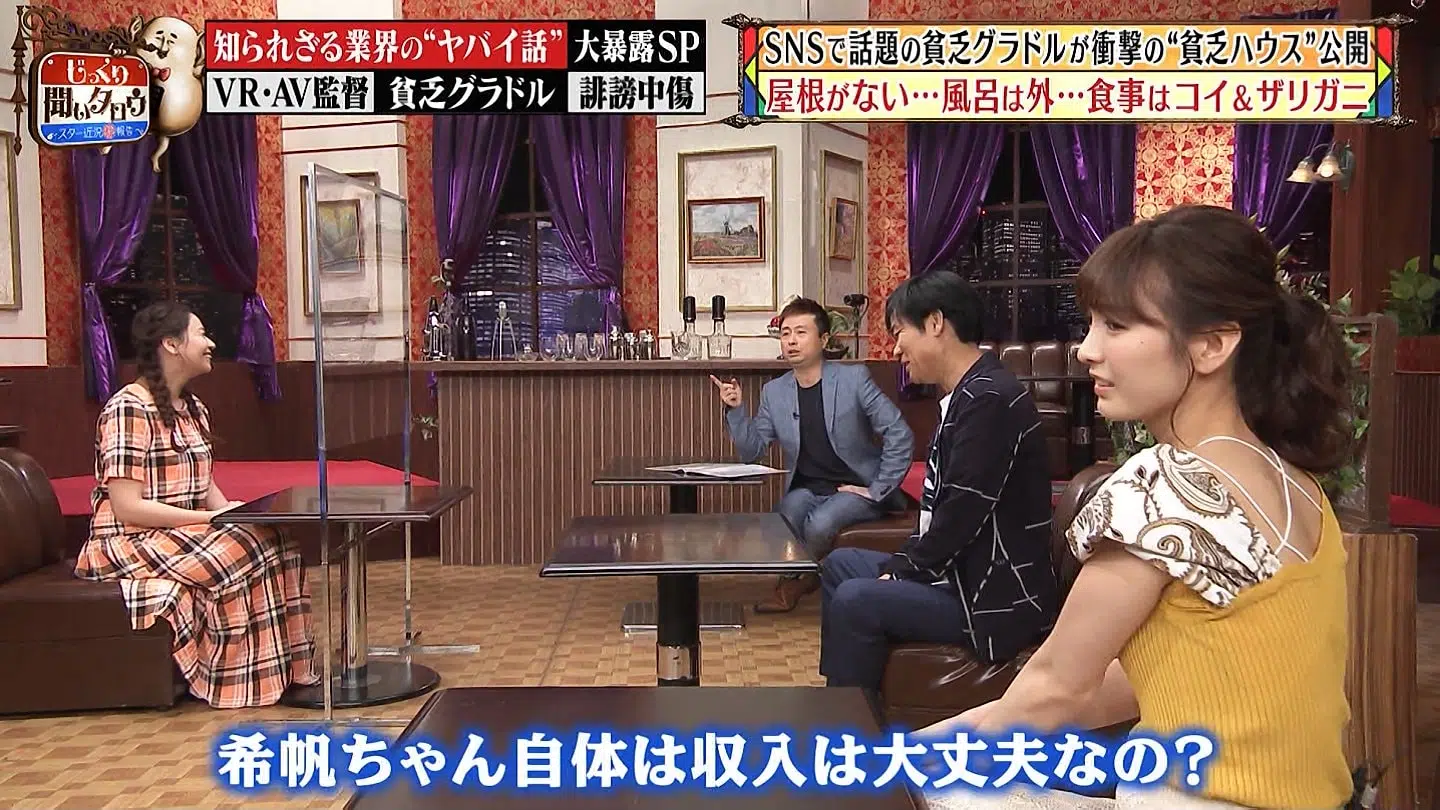 じっくり
聞いタロウ
〜スター近況㊙報告〜
知られざる業界の“ヤバイ話” 大暴露SP
VR・AV監督 貧乏グラドル 誹謗中傷
SNSで話題の貧乏グラドルが衝撃の“貧乏ハウス”公開
屋根がない…風呂は外…食事はコイ&ザリガニ
希帆ちゃん自体は収入は大丈夫なの？